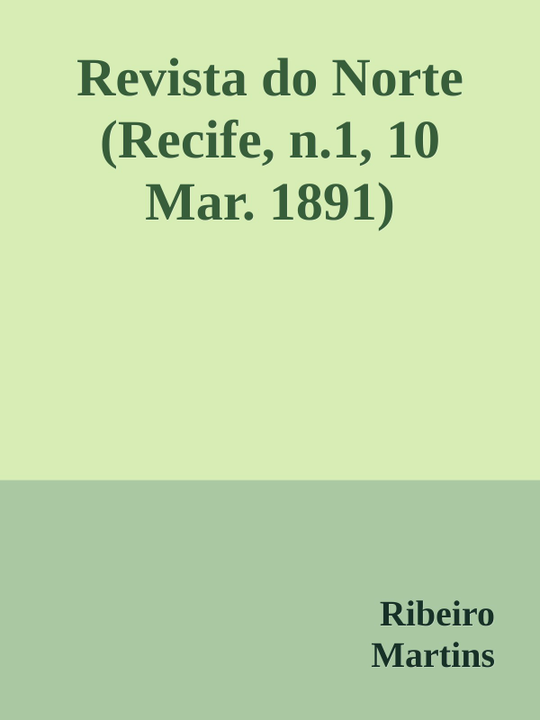 Revista do Norte
(Recife, n.1, 10
Mar. 1891)
Ribeiro
Martins